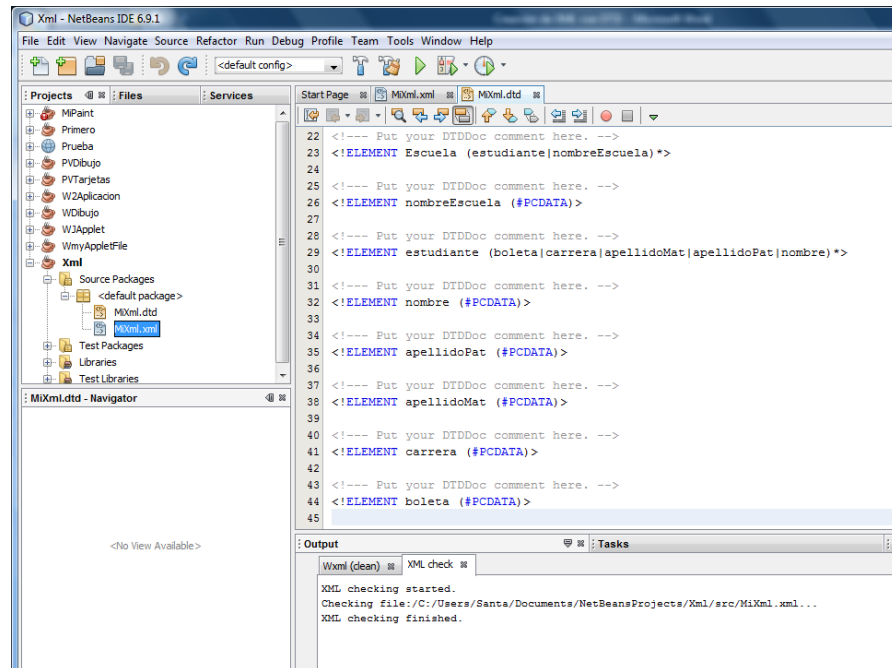 Xml - NetBeans IDE 6.9.1
File Edit View Navigate Source Refactor Run Debug Profile Team Tools Window Help
<default config>
Projects Files Services
MiPaint
Primero
Prueba
PVDibujo
PVTarjetas
W2Aplicacion
WDibujo
WJApplet
WmyAppletFile
Xml
Source Packages
<default package>
MiXml.dtd
MiXml.xml
Test Packages
Libraries
Test Libraries
MiXml.dtd - Navigator
<No View Available>
Start Page MiXml.xml MiXml.dtd
22 <!--- Put your DTDDoc comment here. -->
23 <!ELEMENT Escuela (estudiante|nombreEscuela)*>
24
25 <!--- Put your DTDDoc comment here. -->
26 <!ELEMENT nombreEscuela (#PCDATA)>
27
28 <!--- Put your DTDDoc comment here. -->
29 <!ELEMENT estudiante (boleta|carrera|apellidoMat|apellidoPat|nombre)*>
30
31 <!--- Put your DTDDoc comment here. -->
32 <!ELEMENT nombre (#PCDATA)>
33
34 <!--- Put your DTDDoc comment here. -->
35 <!ELEMENT apellidoPat (#PCDATA)>
36
37 <!--- Put your DTDDoc comment here. -->
38 <!ELEMENT apellidoMat (#PCDATA)>
39
40 <!--- Put your DTDDoc comment here. -->
41 <!ELEMENT carrera (#PCDATA)>
42
43 <!--- Put your DTDDoc comment here. -->
44 <!ELEMENT boleta (#PCDATA)>
45
Output Tasks
Wxml (clean) XML check
XML checking started.
Checking file:/C:/Users/Santa/Documents/NetBeansProjects/Xml/src/MiXml.xml...
XML checking finished.